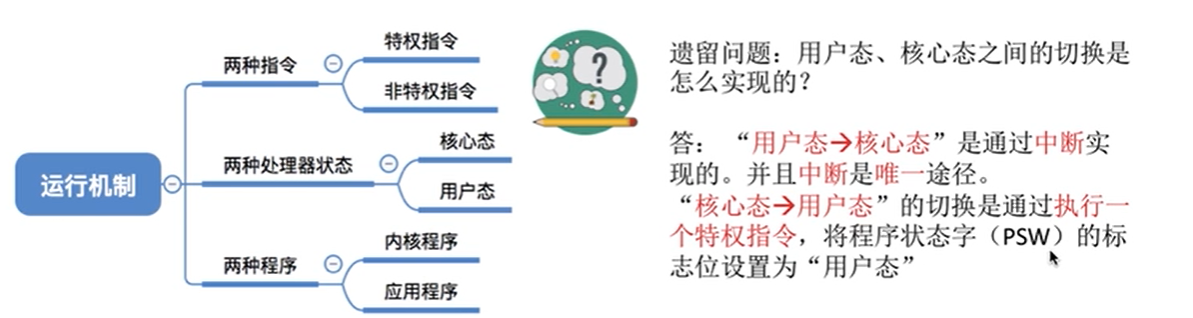 运行机制
两种指令
特权指令
非特权指令
两种处理器状态
核心态
用户态
两种程序
内核程序
应用程序
?
遗留问题：用户态、核心态之间的切换是
怎么实现的？
答： “用户态→核心态”是通过中断实
现的。并且中断是唯一途径。
“核心态→用户态”的切换是通过执行一
个特权指令，将程序状态字（PSW）的标
志位设置为“用户态”